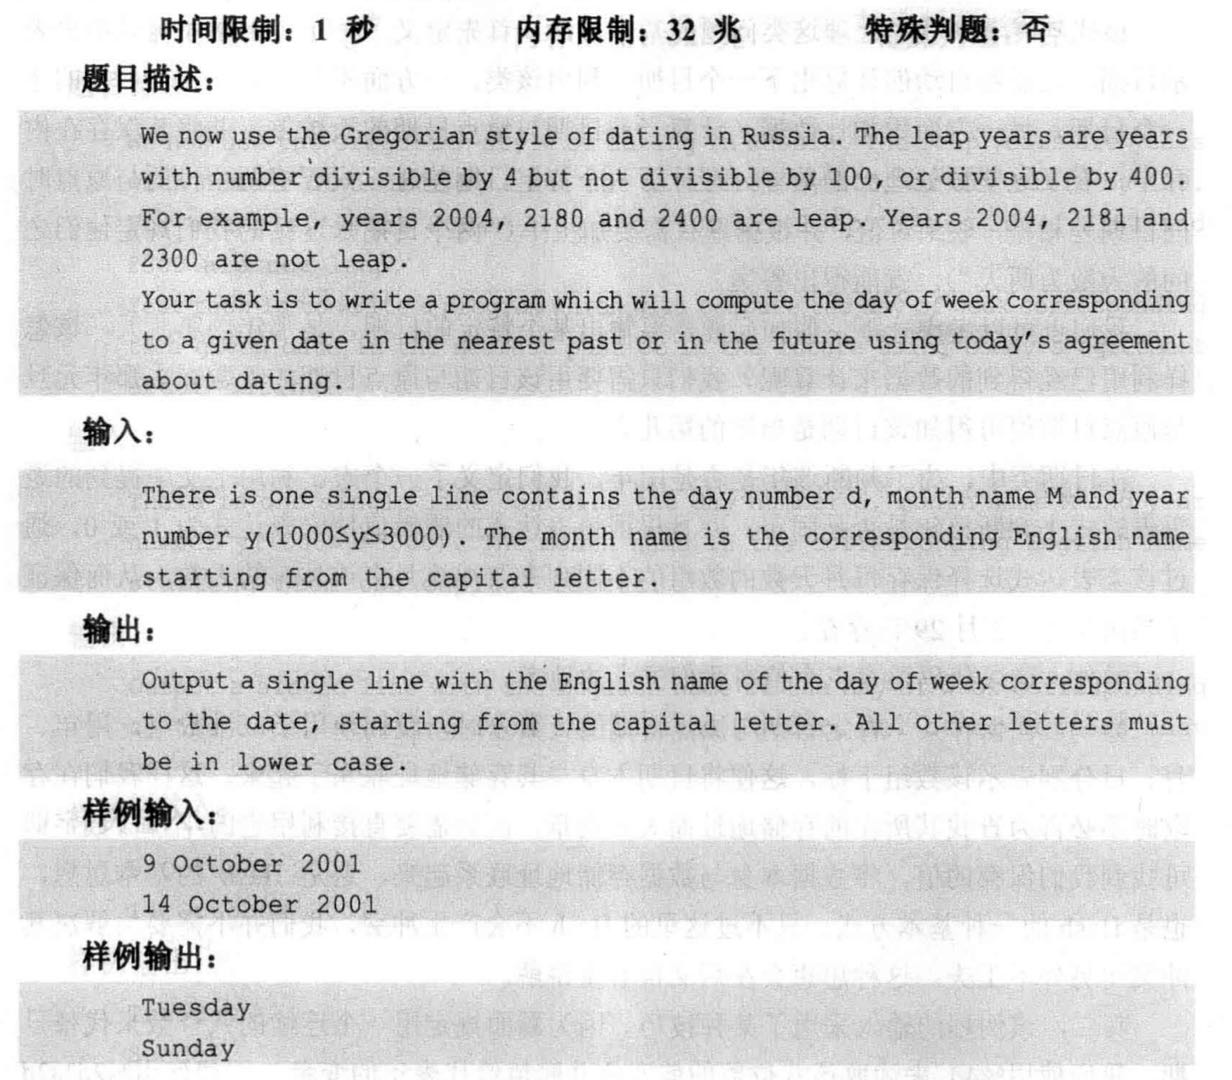 时间限制：1 秒 内存限制：32 兆 特殊判题：否
题目描述：
We now use the Gregorian style of dating in Russia. The leap years are years
with number divisible by 4 but not divisible by 100, or divisible by 400.
For example, years 2004, 2180 and 2400 are leap. Years 2004, 2181 and
2300 are not leap.
Your task is to write a program which will compute the day of week corresponding
to a given date in the nearest past or in the future using today's agreement
about dating.
输入：
There is one single line contains the day number d, month name M and year
number y(1000≤y≤3000). The month name is the corresponding English name
starting from the capital letter.
输出：
Output a single line with the English name of the day of week corresponding
to the date, starting from the capital letter. All other letters must
be in lower case.
样例输入：
9 October 2001
14 October 2001
样例输出：
Tuesday
Sunday